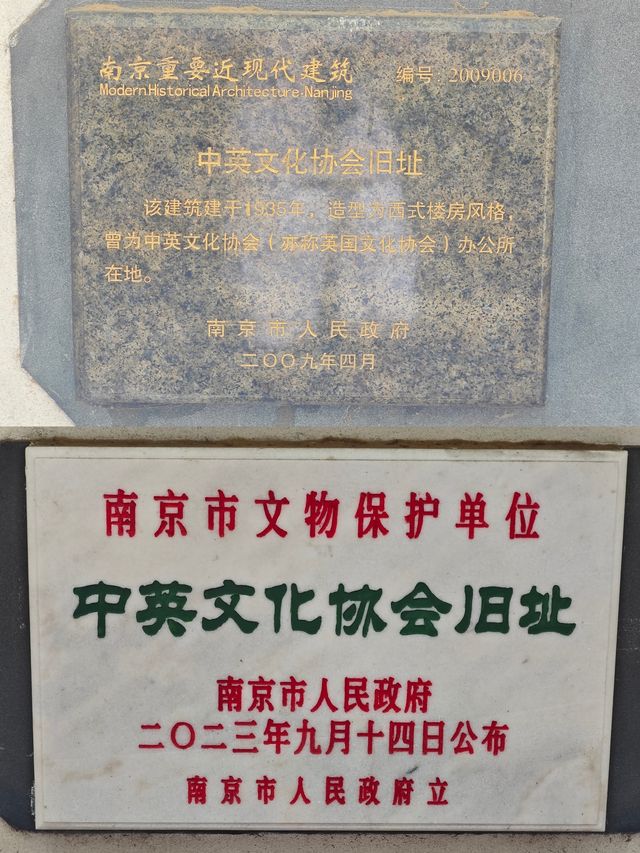 南京重要近现代建筑 编号:2009006
Modern Historical Architecture·Nanjing
中英文化协会旧址
该建筑建于1935年，造型为西式楼房风格，
曾为中英文化协会（亦称英国文化协会）办公所
在地。
南京市人民政府
二〇〇九年四月
南京市文物保护单位
中英文化协会旧址
南京市人民政府
二〇二三年九月十四日公布
南京市人民政府立